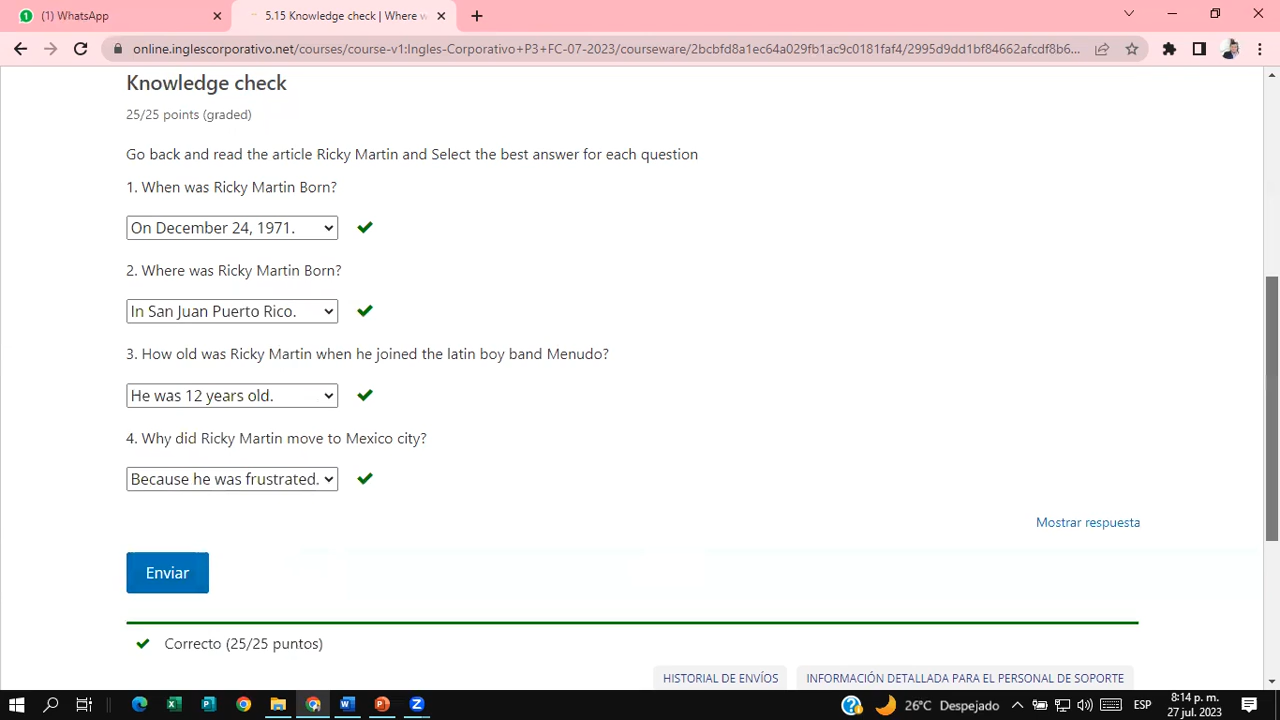 1 (1) WhatsApp
5.15 Knowledge check | Where w
online.inglescorporativo.net/courses/course-v1:Ingles-Corporativo+P3+FC-07-2023/courseware/2bcbfd8a1ec64a029fb1ac9c0181faf4/2995d9dd1bf84662afcdf8b6...
Knowledge check
25/25 points (graded)
Go back and read the article Ricky Martin and Select the best answer for each question
1. When was Ricky Martin Born?
On December 24, 1971.
2. Where was Ricky Martin Born?
In San Juan Puerto Rico.
3. How old was Ricky Martin when he joined the latin boy band Menudo?
He was 12 years old.
4. Why did Ricky Martin move to Mexico city?
Because he was frustrated.
Mostrar respuesta
Enviar
Correcto (25/25 puntos)
HISTORIAL DE ENVÍOS INFORMACIÓN DETALLADA PARA EL PERSONAL DE SOPORTE
26°C Despejado ESP 8:14 p. m.
27 jul. 2023